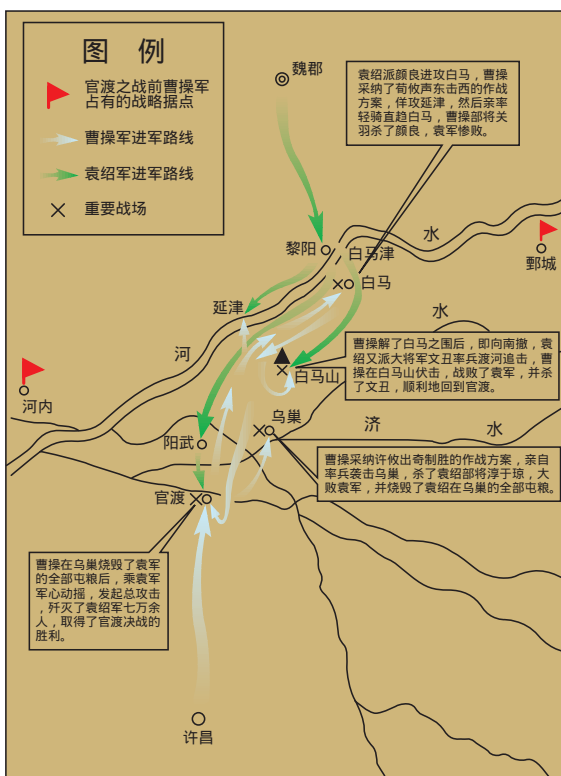 图 例
官渡之战前曹操军
占有的战略据点
曹操军进军路线
袁绍军进军路线
重要战场
魏郡
袁绍派颜良进攻白马，曹操
采纳了荀攸声东击西的作战
方案，佯攻延津，然后亲率
轻骑直趋白马，曹操部将关
羽杀了颜良，袁军惨败。
水
黎阳
白马津
鄄城
白马
延津
水
河
曹操解了白马之围后，即向南撤，袁
绍又派大将军文丑率兵渡河追击，曹
操在白马山伏击，战败了袁军，并杀
了文丑，顺利地回到官渡。
白马山
河内
乌巢
济
水
阳武
曹操采纳许攸出奇制胜的作战方案，亲自
率兵袭击乌巢，杀了袁绍部将淳于琼，大
败袁军，并烧毁了袁绍在乌巢的全部屯粮。
官渡
曹操在乌巢烧毁了袁军
的全部屯粮后，乘袁军
军心动摇，发起总攻击
，歼灭了袁绍军七万余
人，取得了官渡决战的
胜利。
许昌